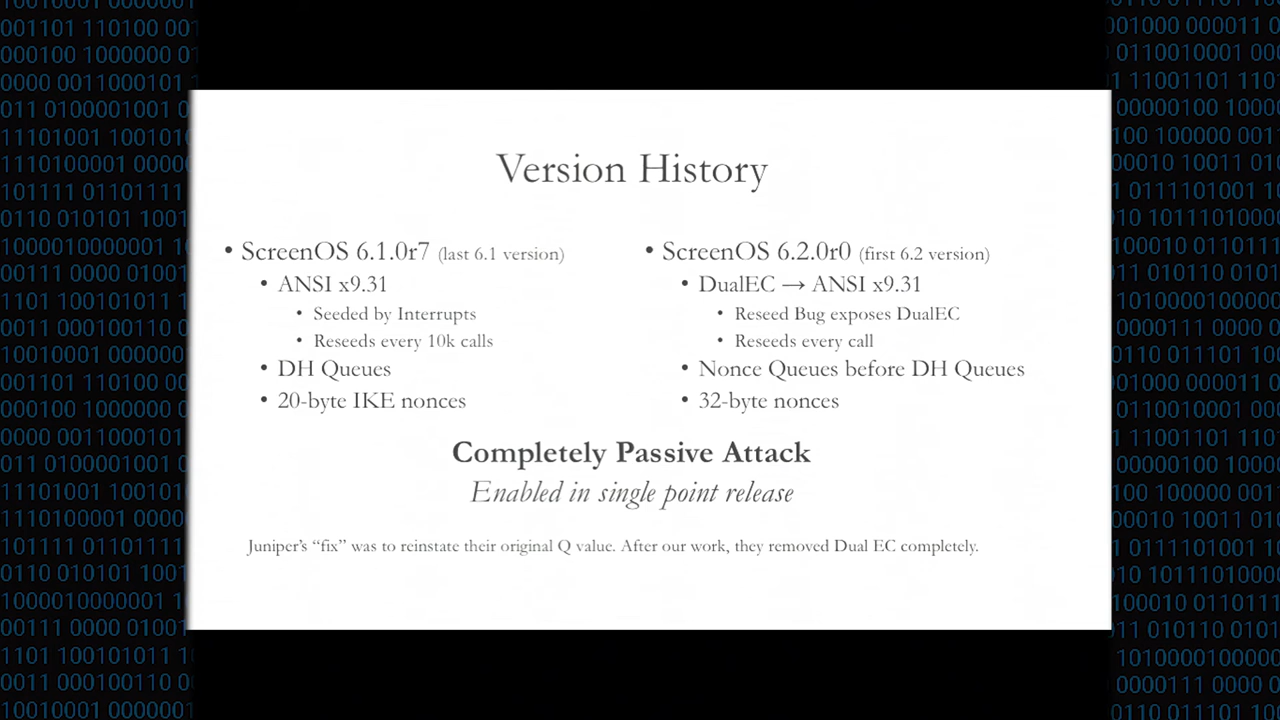 Version History
• ScreenOS 6.1.0r7 (last 6.1 version)
• ANSI x9.31
• Seeded by Interrupts
• Reseeds every 10k calls
• DH Queues
• 20-byte IKE nonces
• ScreenOS 6.2.0r0 (first 6.2 version)
• DualEC → ANSI x9.31
• Reseed Bug exposes DualEC
• Reseeds every call
• Nonce Queues before DH Queues
• 32-byte nonces
Completely Passive Attack
Enabled in single point release
Juniper's “fix” was to reinstate their original Q value. After our work, they removed Dual EC completely.